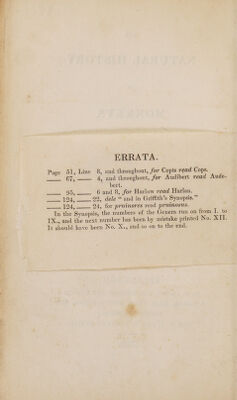 ERRATA.
Page 51, Line 8, and throughout, for Cepts read Ceps.
—— 67, —— 4, and throughout, for Audibert read Aude-
bert.
—— 95, —— 6 and 8, for Harlow read Harlan.
—— 124, —— 22, dele “ and in Griffith's Synopsis.”
—— 124, —— 24, for pruinores read pruinosus.
In the Synopsis, the numbers of the Genera run on from I. to
IX., and the next number has been by mistake printed No. XII.
It should have been No. X., and so on to the end.